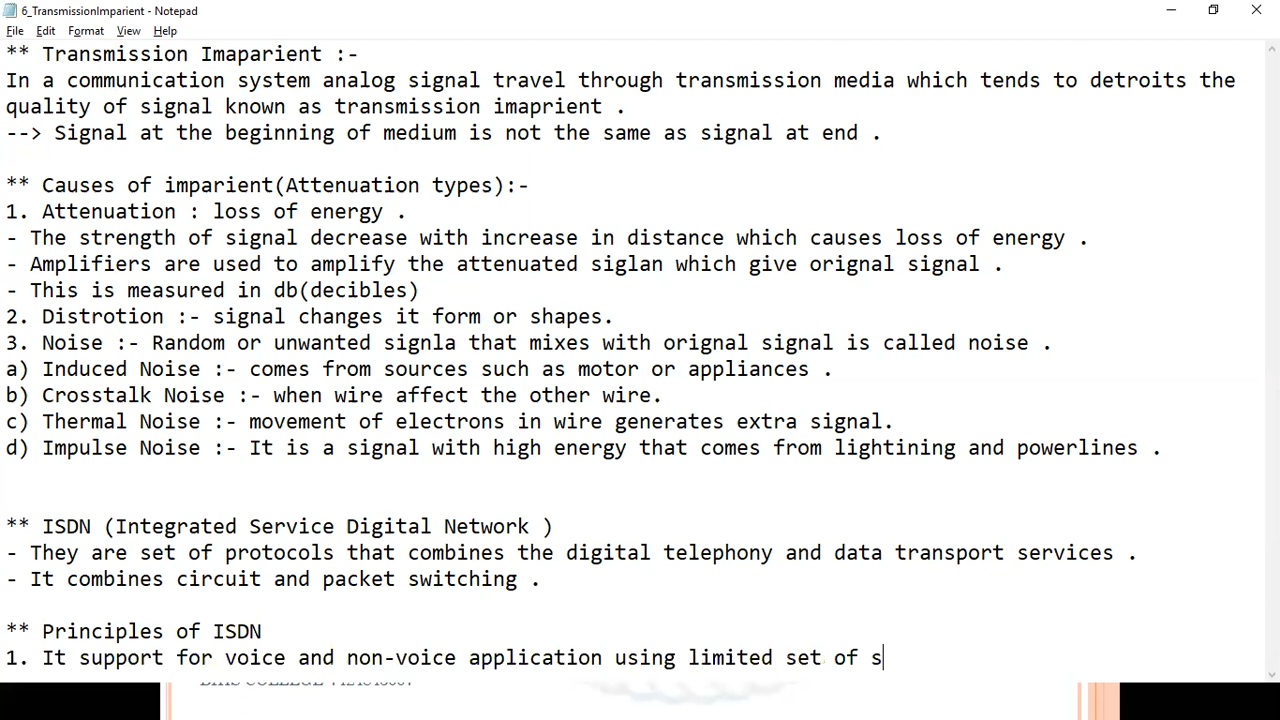 6_TransmissionImparient - Notepad
File Edit Format View Help
** Transmission Imaparient :-
In a communication system analog signal travel through transmission media which tends to detroits the
quality of signal known as transmission imaprient .
--> Signal at the beginning of medium is not the same as signal at end .
** Causes of imparient(Attenuation types):-
1. Attenuation : loss of energy .
- The strength of signal decrease with increase in distance which causes loss of energy .
- Amplifiers are used to amplify the attenuated siglan which give orignal signal .
- This is measured in db(decibles)
2. Distrotion :- signal changes it form or shapes.
3. Noise :- Random or unwanted signla that mixes with orignal signal is called noise .
a) Induced Noise :- comes from sources such as motor or appliances .
b) Crosstalk Noise :- when wire affect the other wire.
c) Thermal Noise :- movement of electrons in wire generates extra signal.
d) Impulse Noise :- It is a signal with high energy that comes from lightining and powerlines .
** ISDN (Integrated Service Digital Network )
- They are set of protocols that combines the digital telephony and data transport services .
- It combines circuit and packet switching .
** Principles of ISDN
1. It support for voice and non-voice application using limited set of s